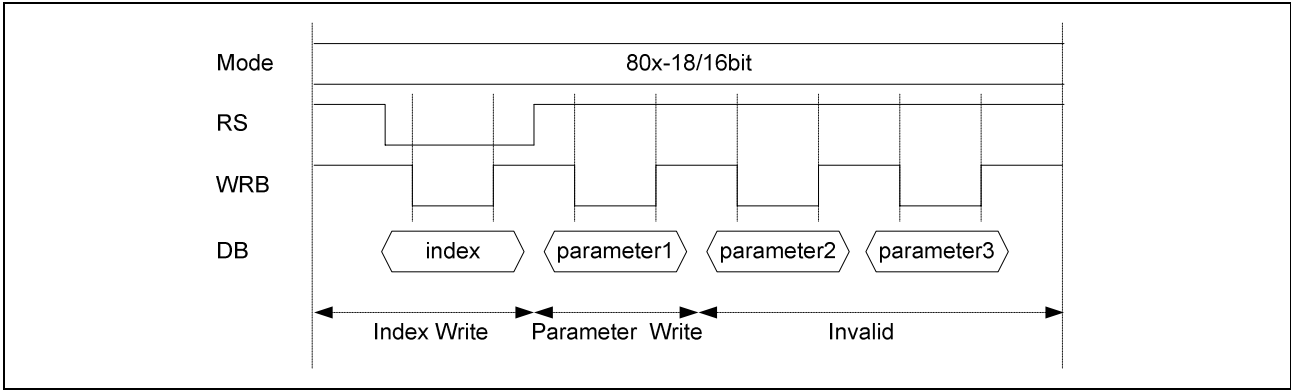 Mode 80x-18/16bit
RS
WRB
DB index parameter1 parameter2 parameter3
Index Write Parameter Write Invalid